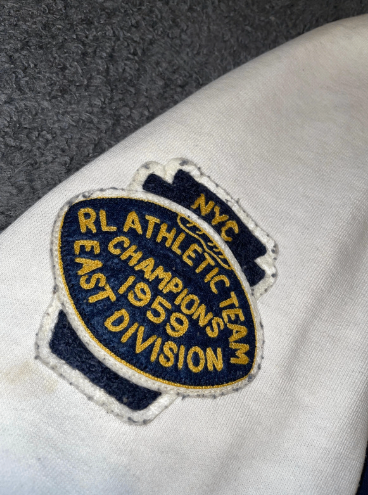 NYC
RL ATHLETIC TEAM
CHAMPIONS
1959
EAST DIVISION